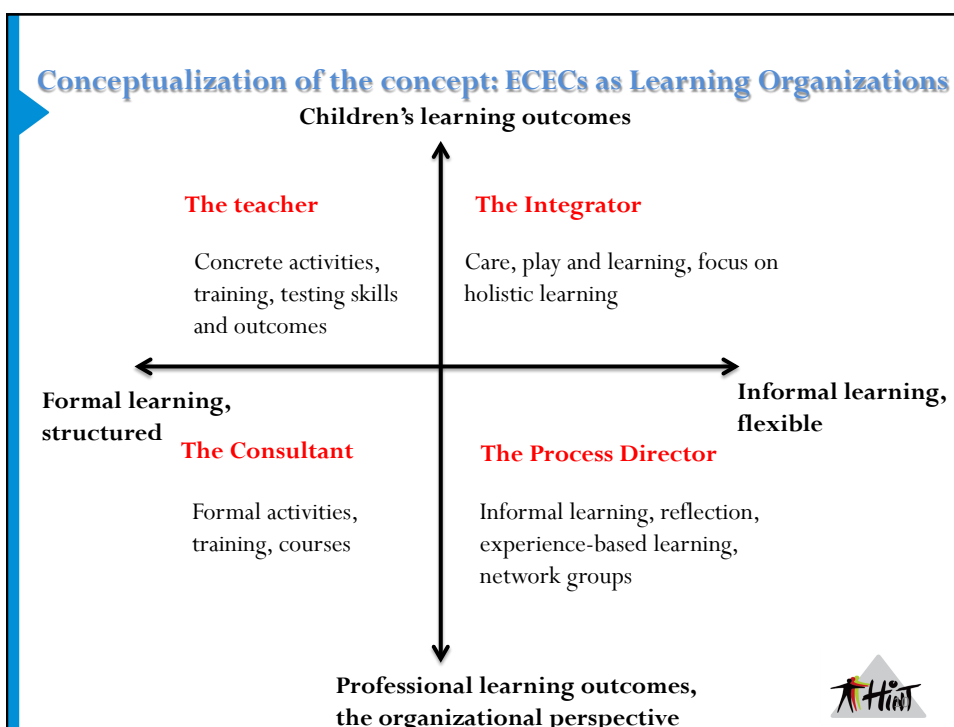 Conceptualization of the concept: ECECs as Learning Organizations
Children's learning outcomes
The teacher
Concrete activities,
training, testing skills
and outcomes
The Integrator
Care, play and learning, focus on
holistic learning
Formal learning,
structured
Informal learning,
flexible
The Consultant
Formal activities,
training, courses
The Process Director
Informal learning, reflection,
experience-based learning,
network groups
Professional learning outcomes,
the organizational perspective
HiNT